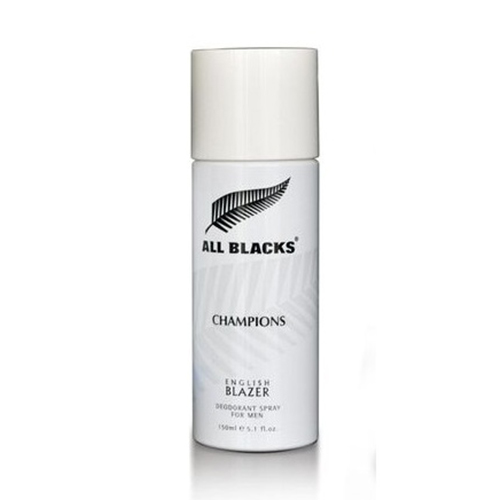 ALL BLACKS®
CHAMPIONS
ENGLISH
BLAZER
DEODORANT SPRAY
FOR MEN
150ml e 5.1 fl.oz.